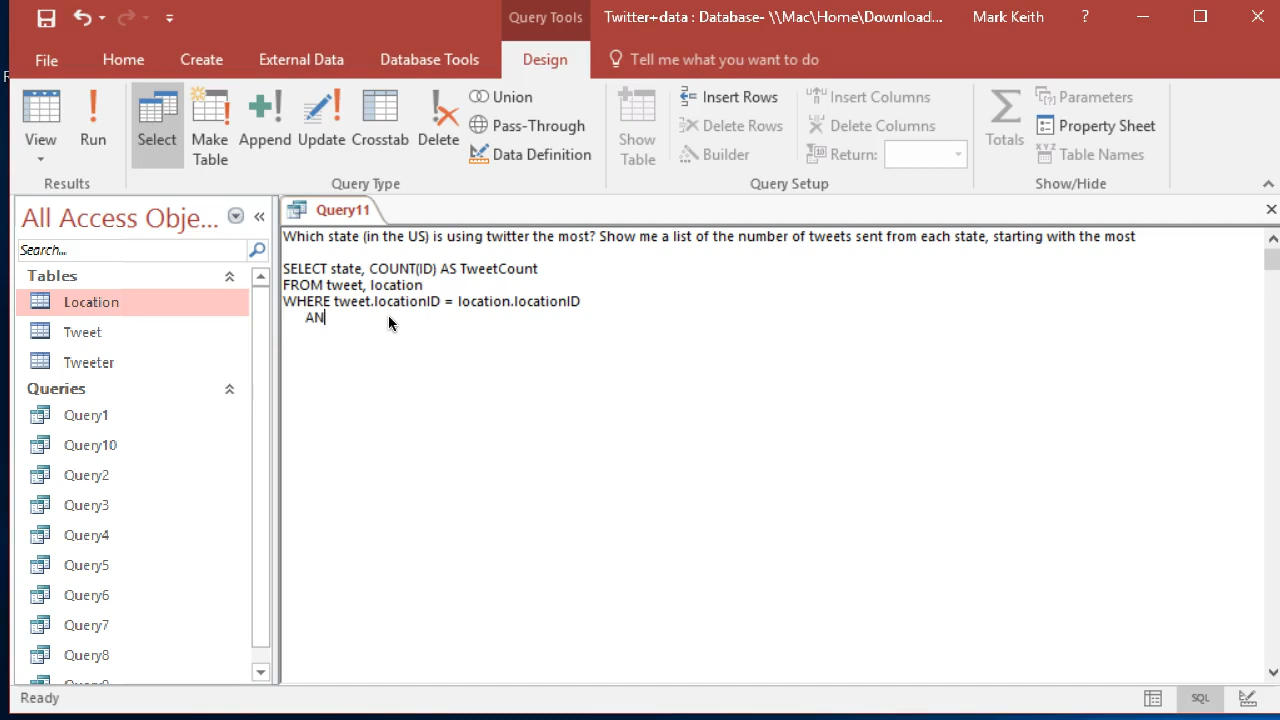 Query Tools
Twitter+data : Database- \\Mac\Home\Download...
Mark Keith
?
File
Home
Create
External Data
Database Tools
Design
Tell me what you want to do
View
Run
Select
Make Table
Append
Update
Crosstab
Delete
Union
Pass-Through
Data Definition
Show Table
Insert Rows
Delete Rows
Builder
Insert Columns
Delete Columns
Return:
Totals
Parameters
Property Sheet
Table Names
Results
Query Type
Query Setup
Show/Hide
All Access Obje...
Search...
Tables
Location
Tweet
Tweeter
Queries
Query1
Query10
Query2
Query3
Query4
Query5
Query6
Query7
Query8
Query11
Which state (in the US) is using twitter the most? Show me a list of the number of tweets sent from each state, starting with the most
SELECT state, COUNT(ID) AS TweetCount
FROM tweet, location
WHERE tweet.locationID = location.locationID
AN
Ready
SQL